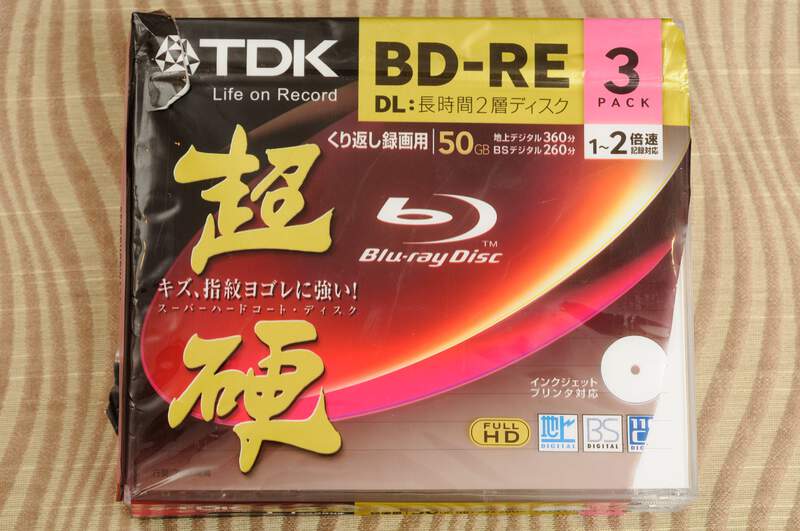 TDK
Life on Record
BD-RE
DL:長時間2層ディスク
3
PACK
くり返し録画用
50GB
地上デジタル360分
BSデジタル260分
1〜2倍速
記録対応
超
硬
Blu-ray Disc
TM
キズ、指紋ヨゴレに強い!
スーパーハードコート・ディスク
インクジェット
プリンタ対応
FULL
HD
地上
DIGITAL
BS
DIGITAL